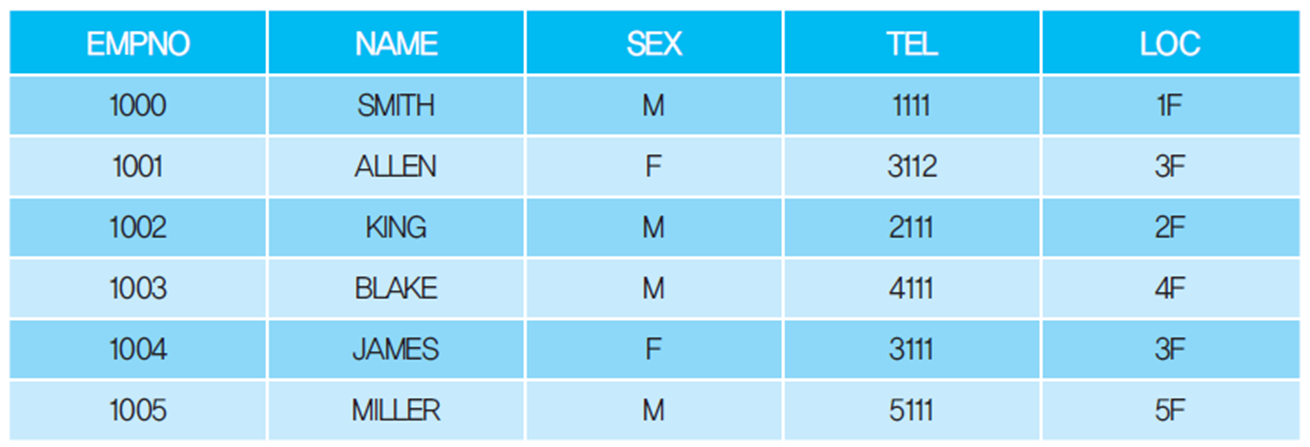 EMPNO NAME SEX TEL LOC
1000 SMITH M 1111 1F
1001 ALLEN F 3112 3F
1002 KING M 2111 2F
1003 BLAKE M 4111 4F
1004 JAMES F 3111 3F
1005 MILLER M 5111 5F